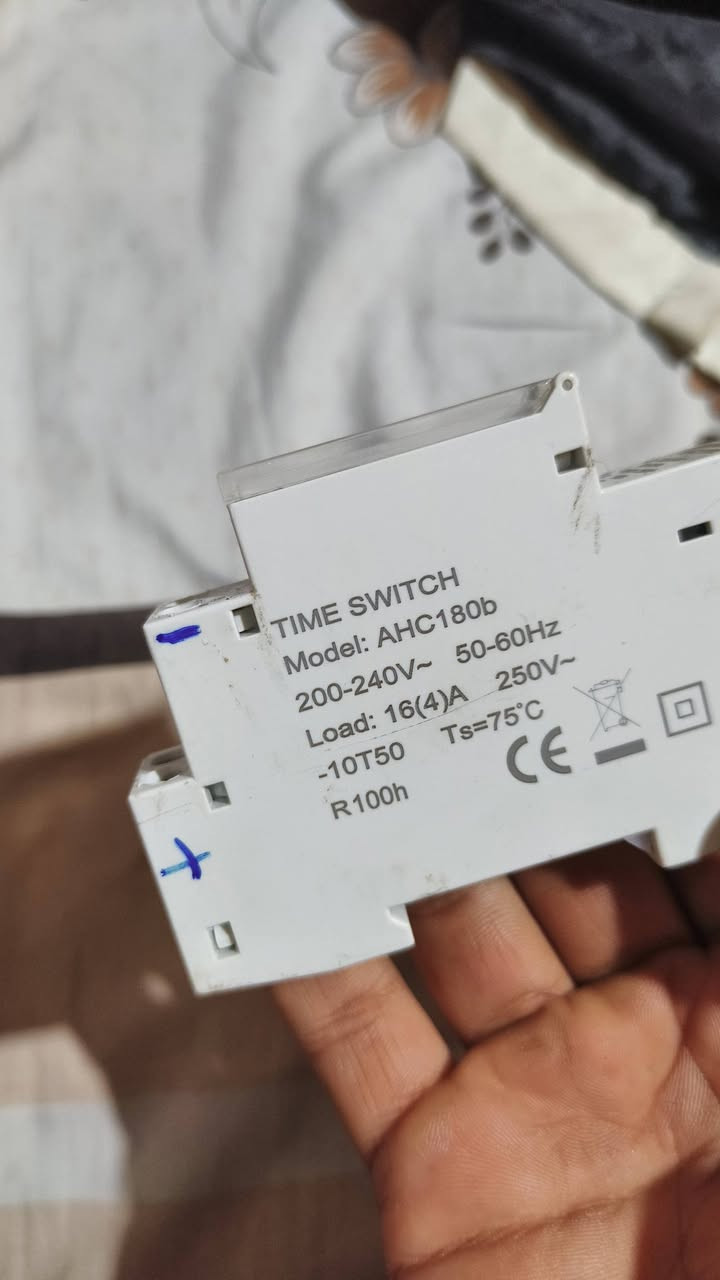 TIME SWITCH
Model: AHC180b
200-240V~ 50-60Hz
Load: 16(4)A 250V~
-10T50 Ts=75°C
R100h
CE
-
+